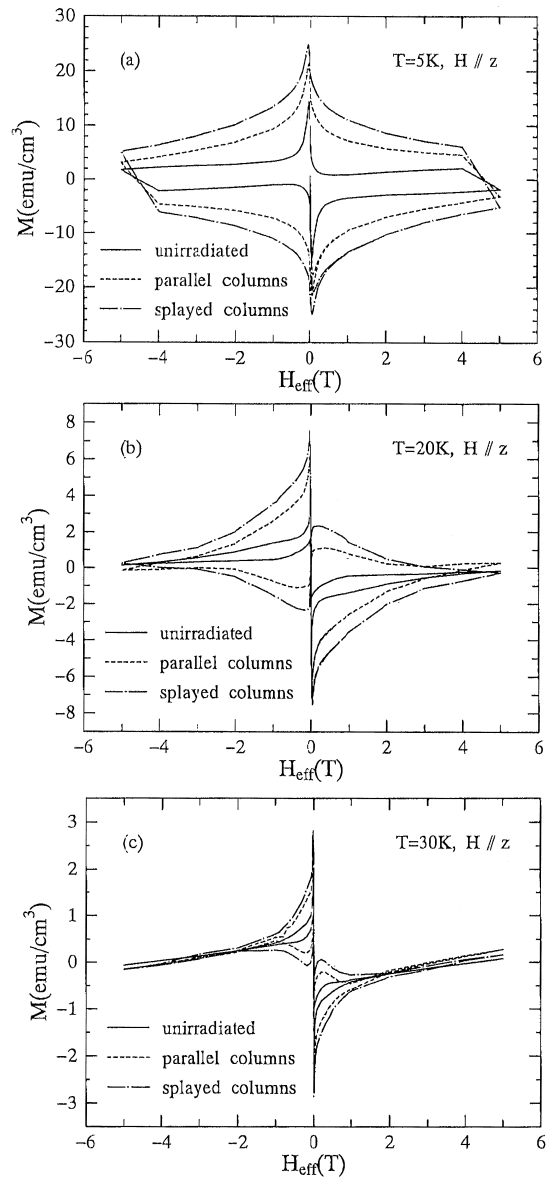 30
(a)
T=5K, H // z
20
10
0
−10
−20
−30
M(emu/cm³)
unirradiated
parallel columns
splayed columns
−6
−4
−2
0
2
4
6
Heff(T)
8
(b)
T=20K, H // z
6
4
2
0
−2
−4
−6
−8
M(emu/cm³)
unirradiated
parallel columns
splayed columns
−6
−4
−2
0
2
4
6
Heff(T)
3
(c)
T=30K, H // z
2
1
0
−1
−2
−3
M(emu/cm³)
unirradiated
parallel columns
splayed columns
−6
−4
−2
0
2
4
6
Heff(T)